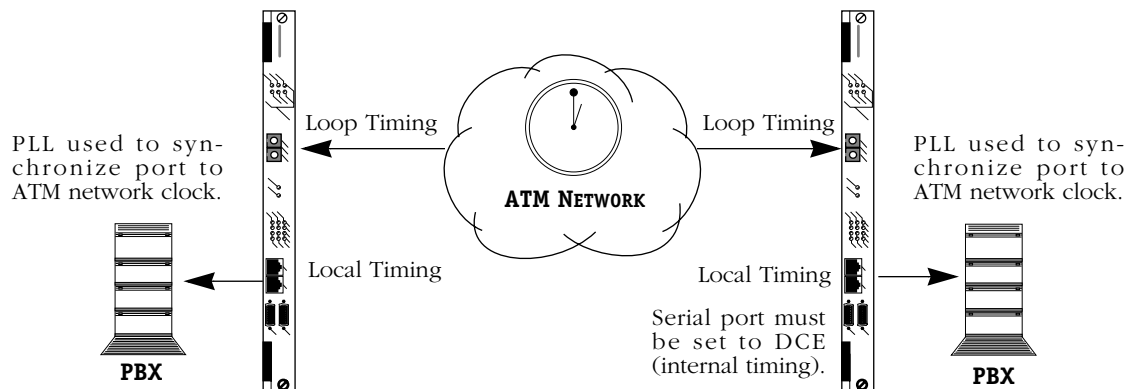 PLL used to syn-
chronize port to
ATM network clock.
PBX
Loop Timing
Local Timing
ATM NETWORK
Loop Timing
Local Timing
Serial port must
be set to DCE
(internal timing).
PLL used to syn-
chronize port to
ATM network clock.
PBX